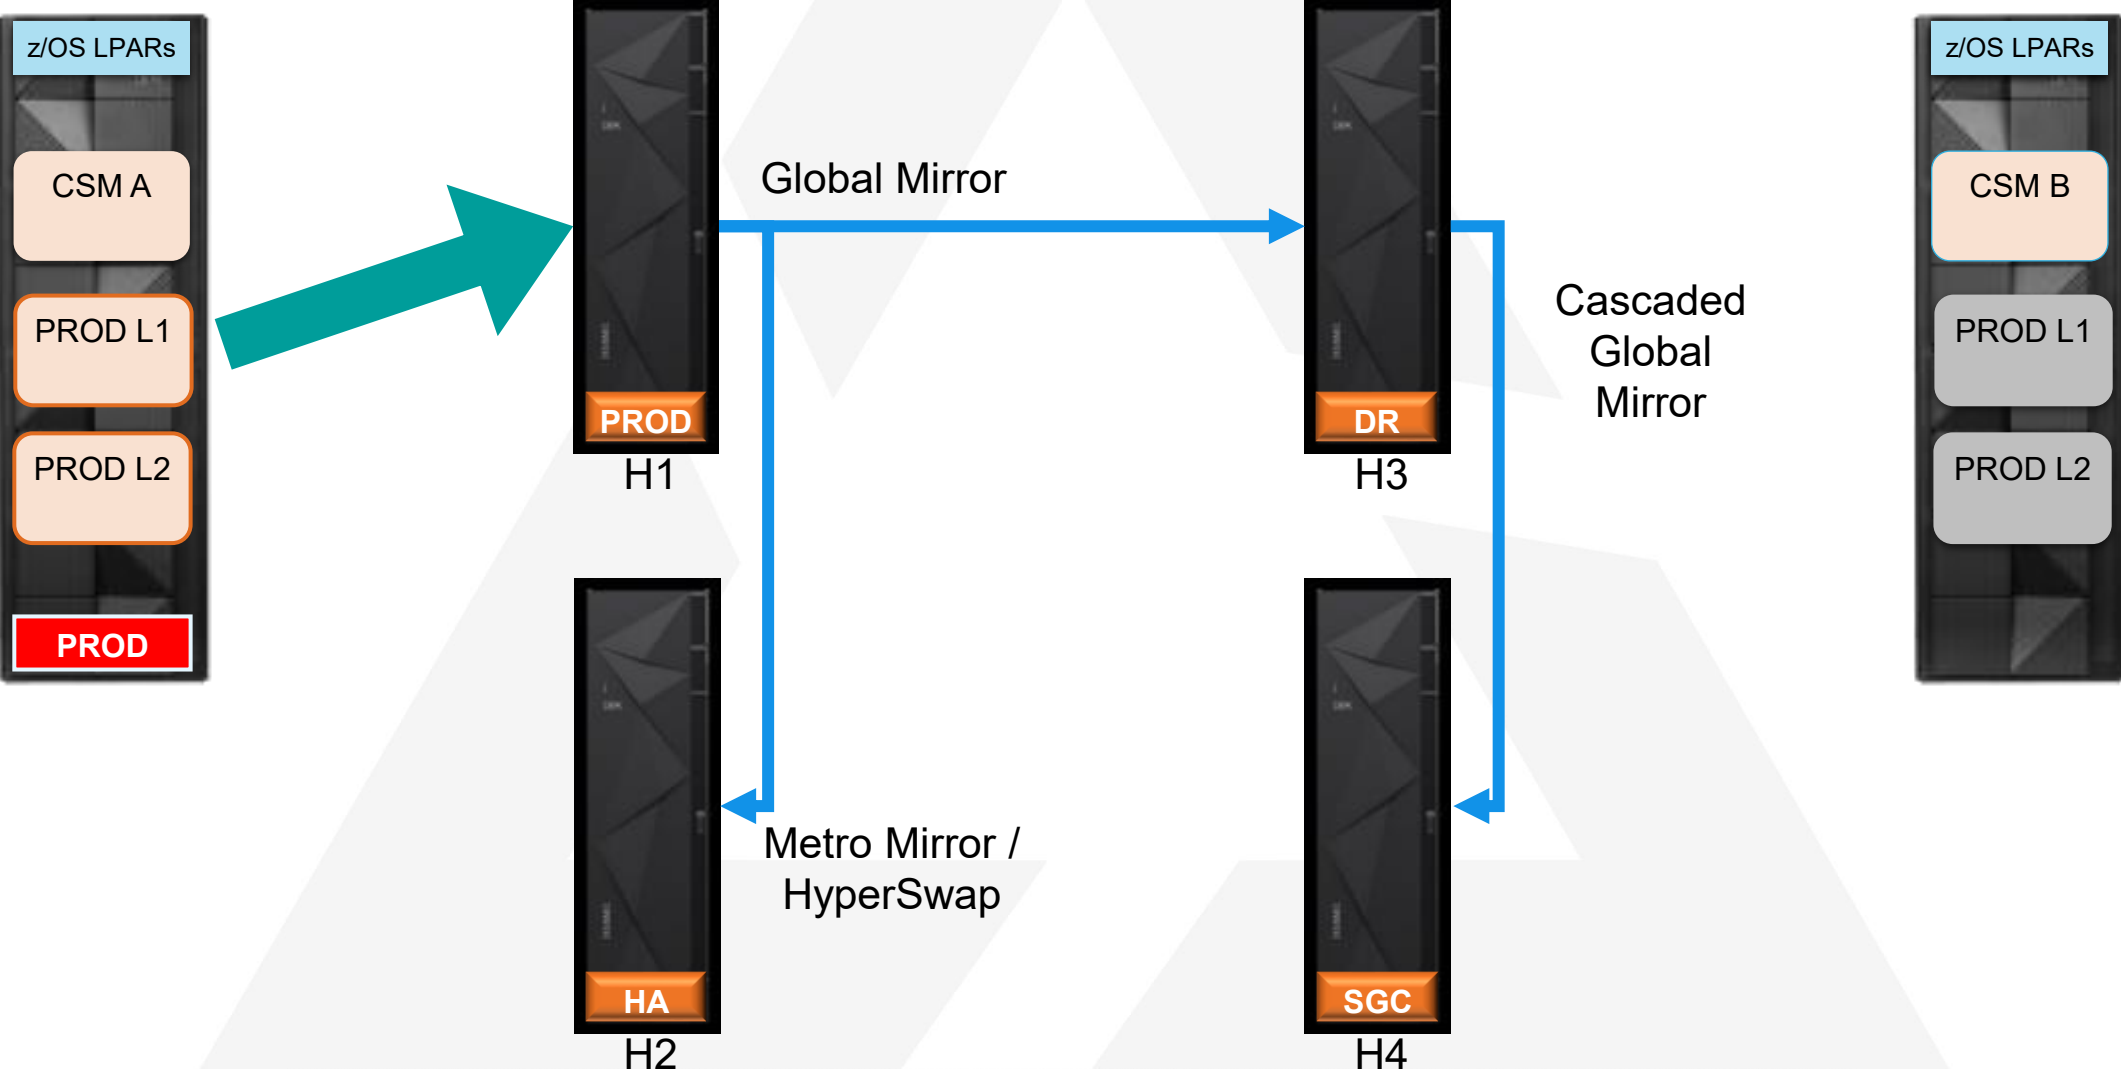 z/OS LPARs
CSM A
PROD L1
PROD L2
PROD
PROD
H1
Global Mirror
HA
H2
Metro Mirror /
HyperSwap
DR
H3
Cascaded
Global
Mirror
SGC
H4
z/OS LPARs
CSM B
PROD L1
PROD L2